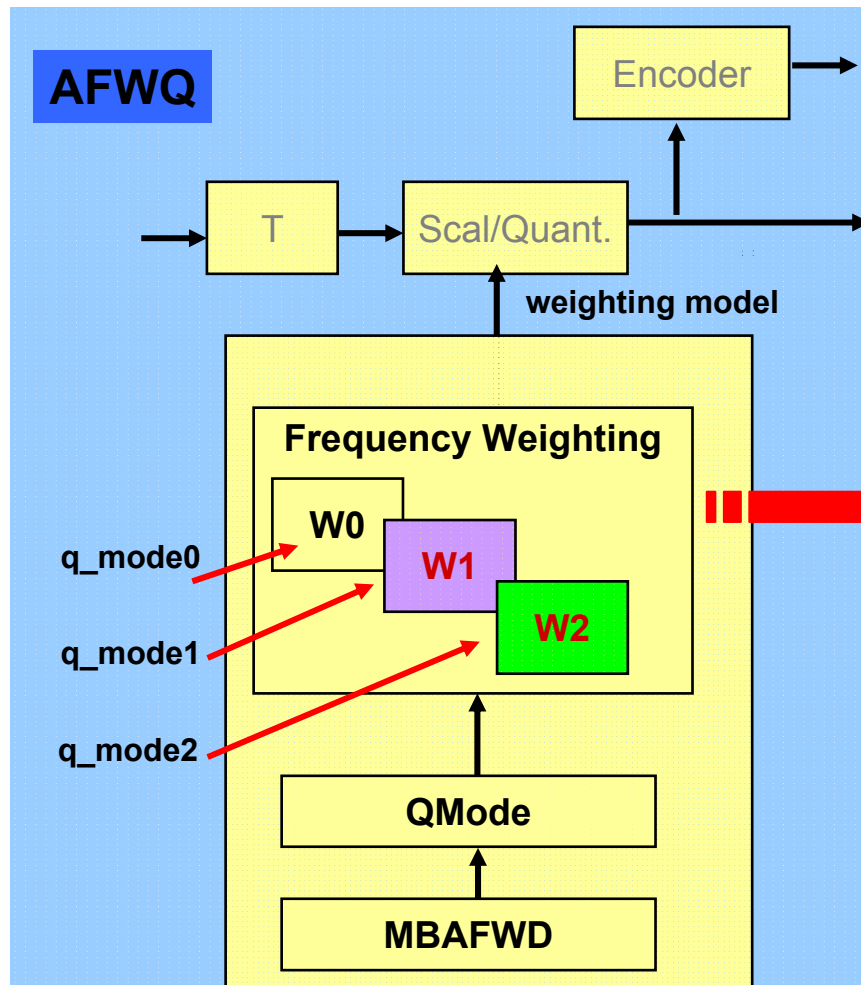 AFWQ
Encoder
T
Scal/Quant.
weighting model
Frequency Weighting
W0
q_mode0
W1
q_mode1
W2
q_mode2
QMode
MBAFWD